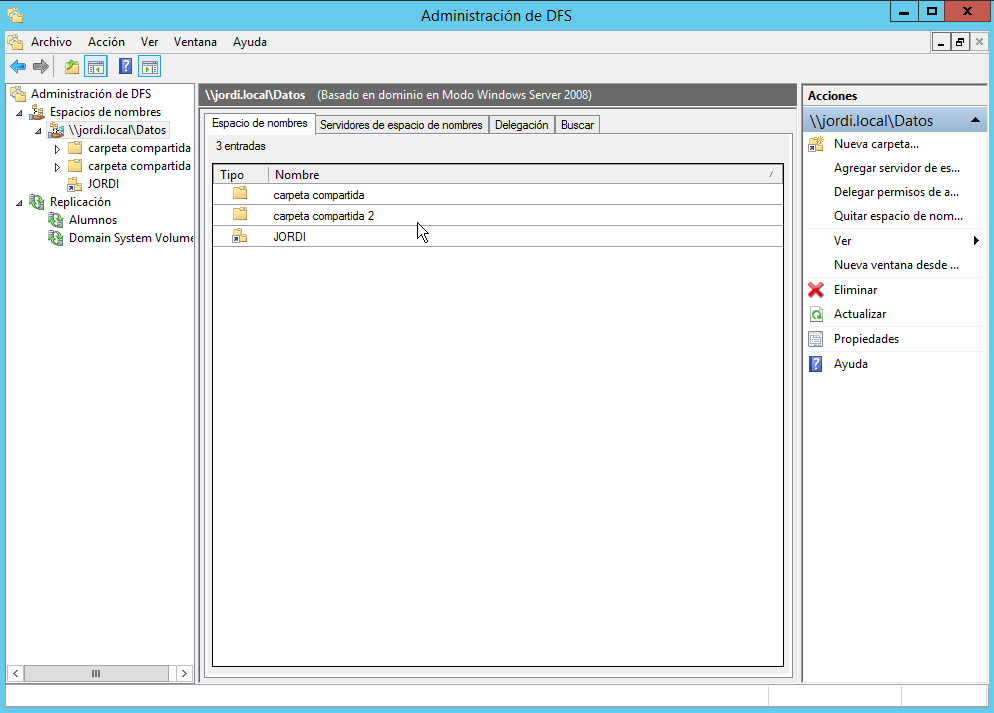 Administración de DFS
Archivo Acción Ver Ventana Ayuda
Administración de DFS
Espacios de nombres
\\jordi.local\Datos
carpeta compartida
carpeta compartida
JORDI
Replicación
Alumnos
Domain System Volume
\\jordi.local\Datos (Basado en dominio en Modo Windows Server 2008)
Espacio de nombres Servidores de espacio de nombres Delegación Buscar
3 entradas
Tipo Nombre
carpeta compartida
carpeta compartida 2
JORDI
Acciones
\\jordi.local\Datos
Nueva carpeta...
Agregar servidor de es...
Delegar permisos de a...
Quitar espacio de nom...
Ver
Nueva ventana desde ...
Eliminar
Actualizar
Propiedades
Ayuda